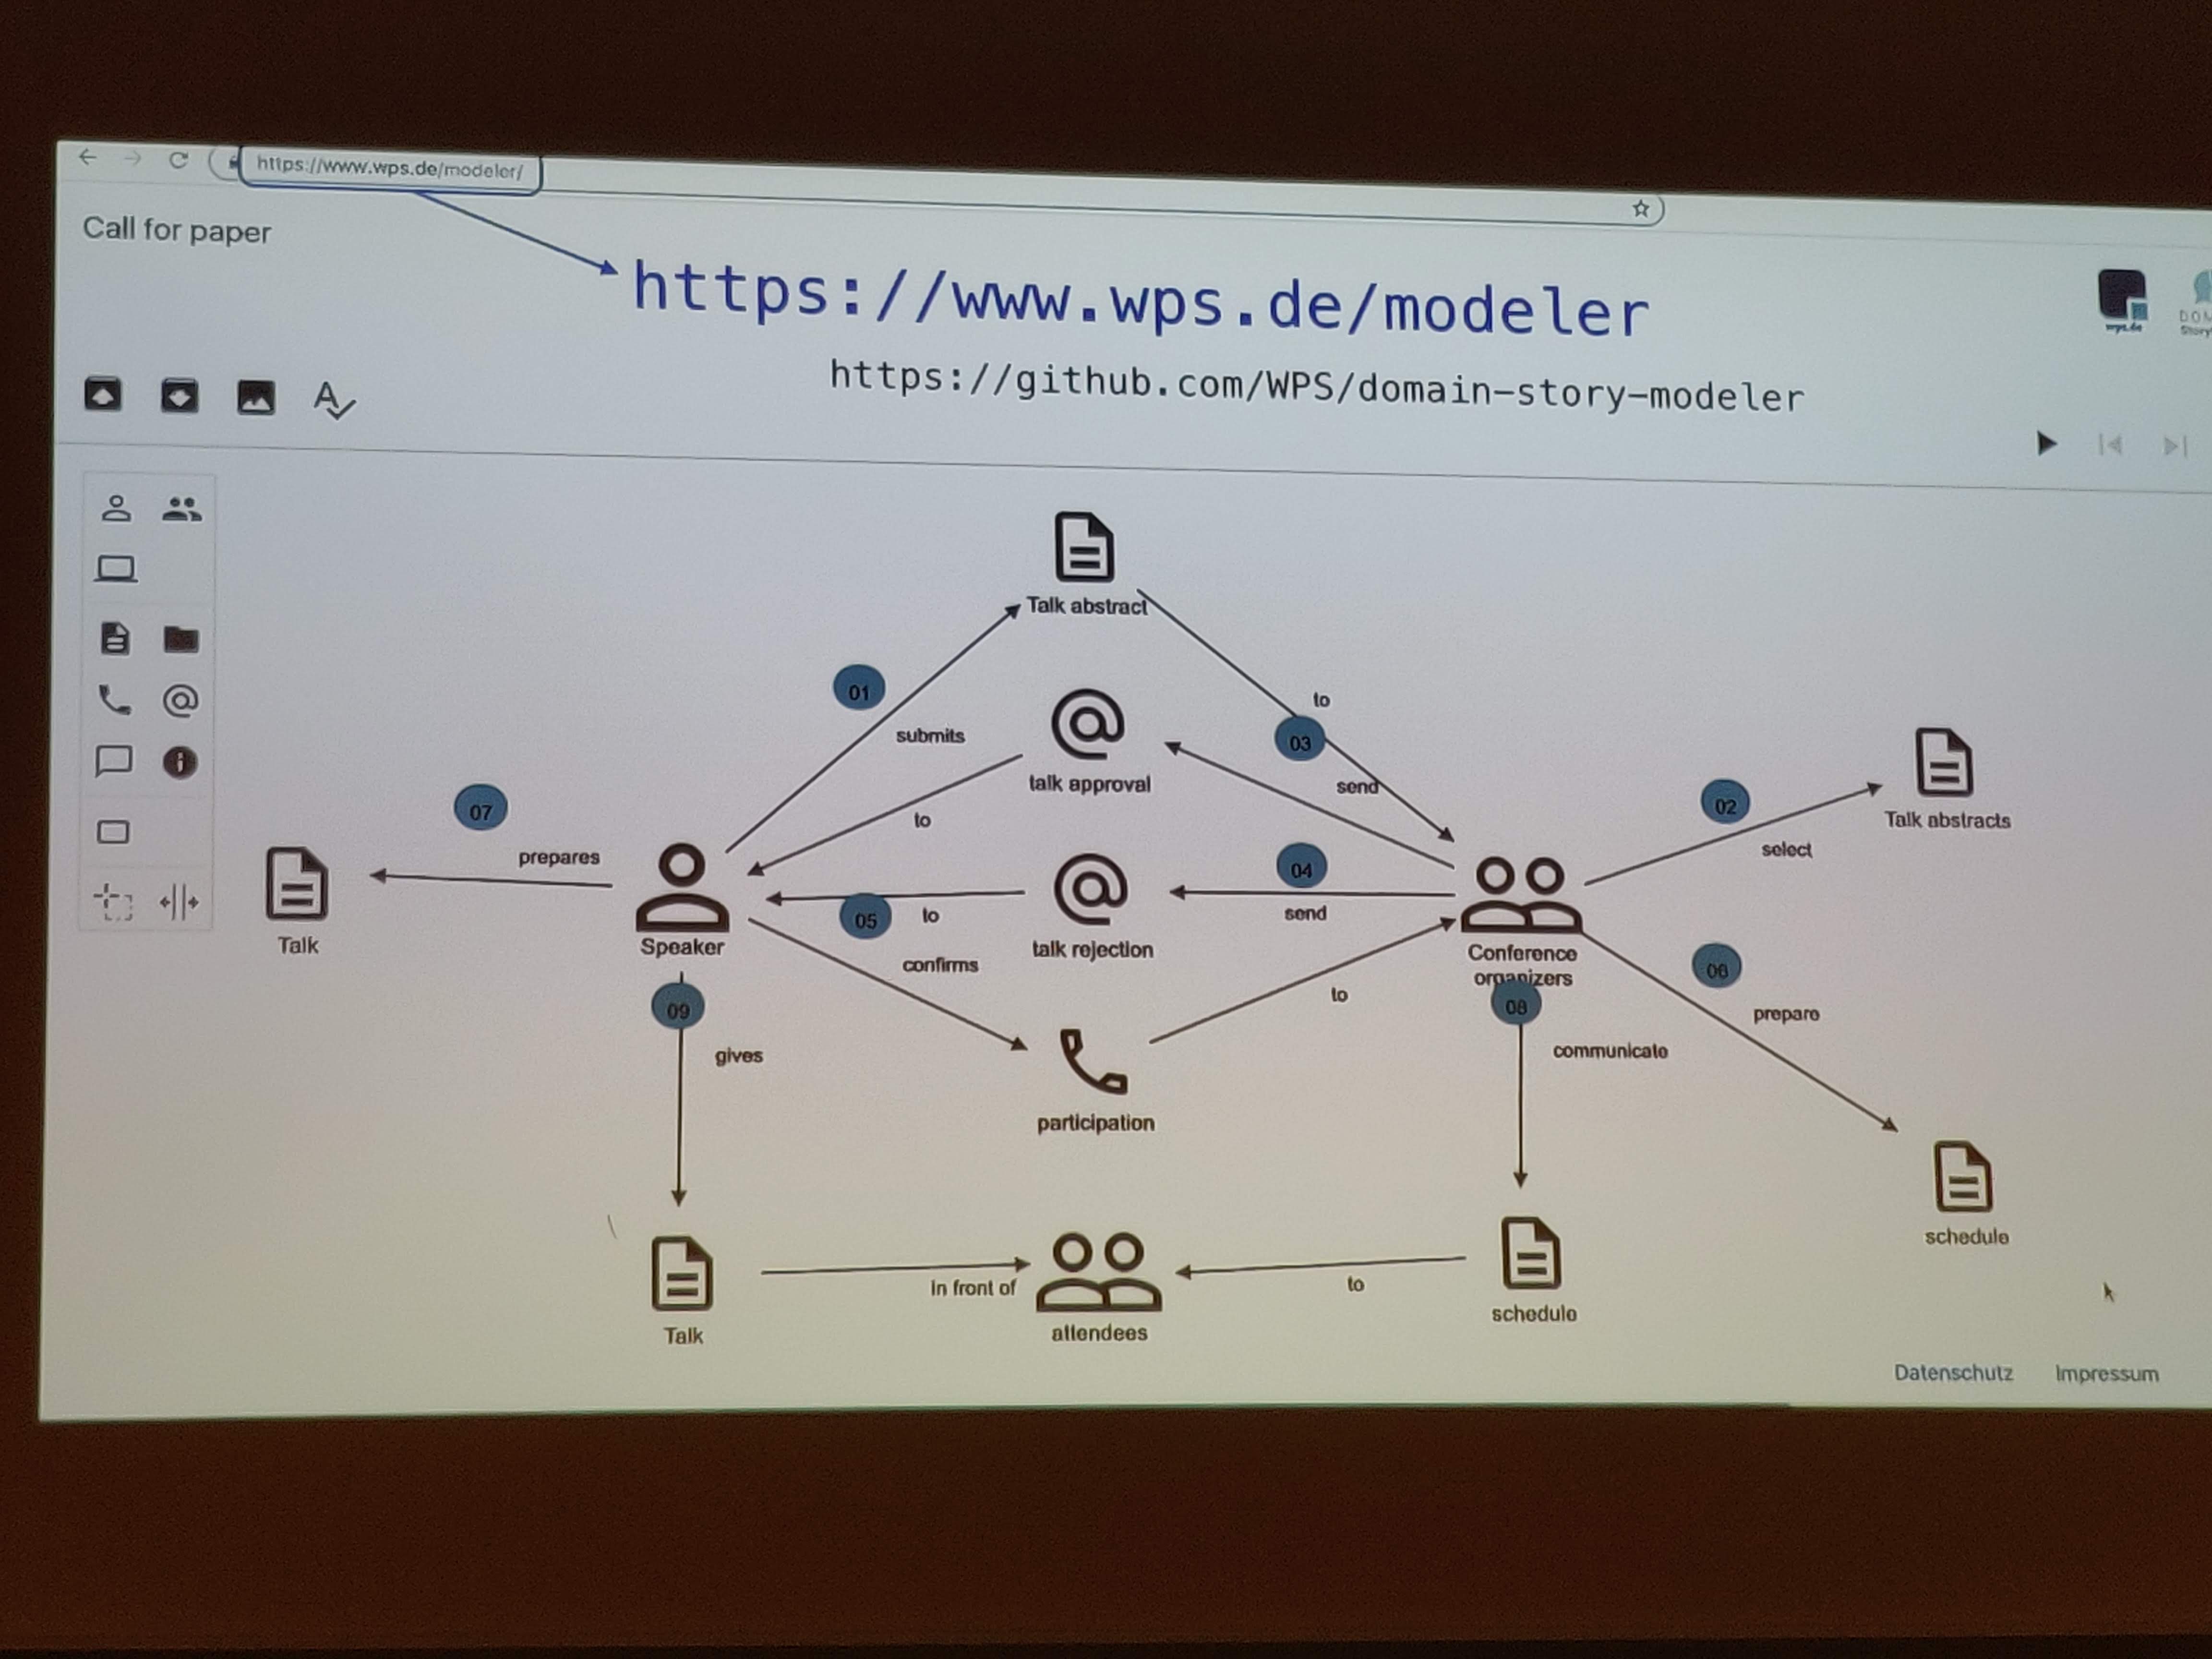 https://www.wps.de/modeler/
Call for paper
https://www.wps.de/modeler
https://github.com/WPS/domain-story-modeler
wps.de
Talk abstract
01
submits
to
03
send
talk approval
to
02
select
Talk abstracts
07
prepares
Talk
Speaker
04
send
talk rejection
05
to
confirms
Conference
organizers
06
prepare
to
participation
09
gives
08
communicate
schedule
Talk
in front of
attendees
to
schedule
Datenschutz Impressum